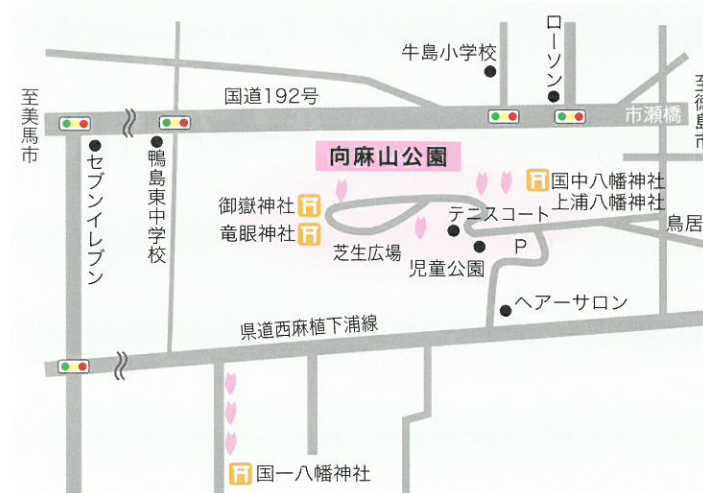 ローソン
牛島小学校
至美馬市
国道192号
至徳島市
市瀬橋
セブンイレブン
鴨島東中学校
向麻山公園
御嶽神社
竜眼神社
国中八幡神社
上浦八幡神社
テニスコート
鳥居
芝生広場
P
児童公園
ヘアーサロン
県道西麻植下浦線
国一八幡神社